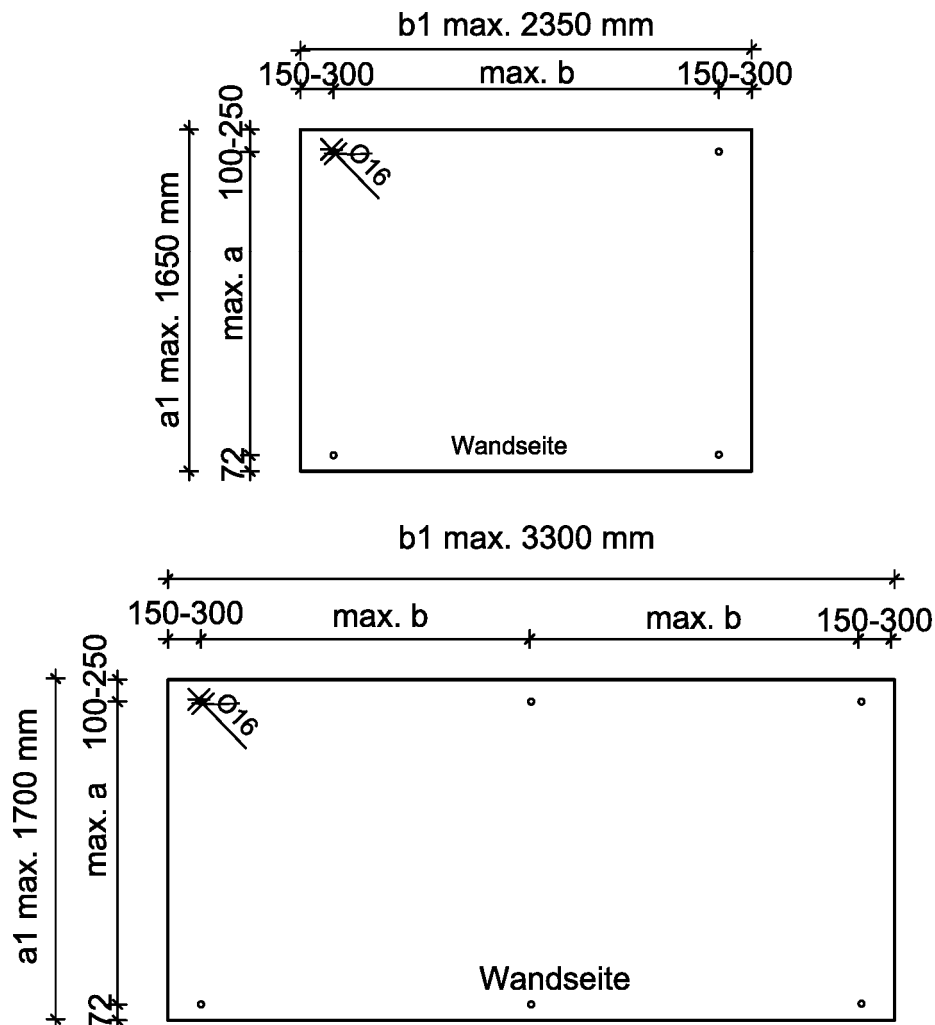 b1 max. 2350 mm
150-300 max. b 150-300
100-250
Ø16
max. a
a1 max. 1650 mm
72
Wandseite
b1 max. 3300 mm
150-300 max. b max. b 150-300
100-250
Ø16
max. a
a1 max. 1700 mm
72
Wandseite